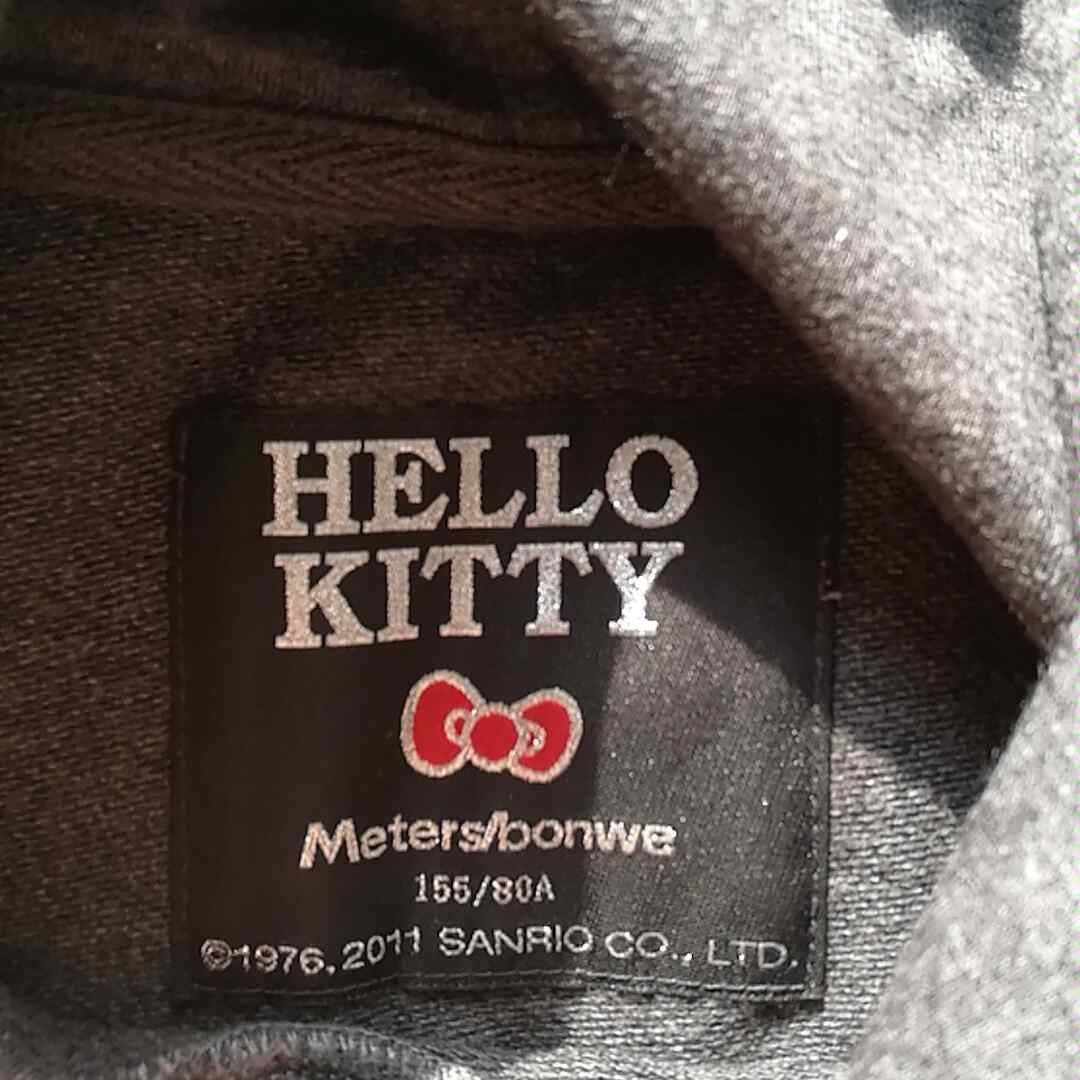 HELLO
KITTY
Meters/bonwe
155/80A
©1976, 2011 SANRIO CO., LTD.